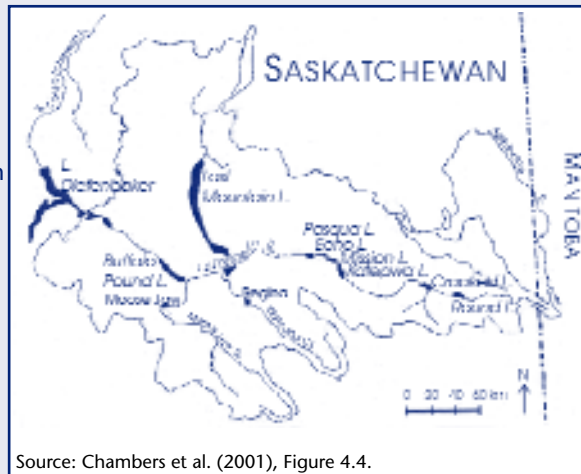 SASKATCHEWAN
MANTOBA
L.
Diefenbaker
Last
Mountain L.
Pasqua L.
Echo L.
Mission L.
Katepwa L.
Crooked L.
Round L.
Buffalo
Pound L.
Moose Jaw
Regina
N
0 20 40 60 km
Source: Chambers et al. (2001), Figure 4.4.